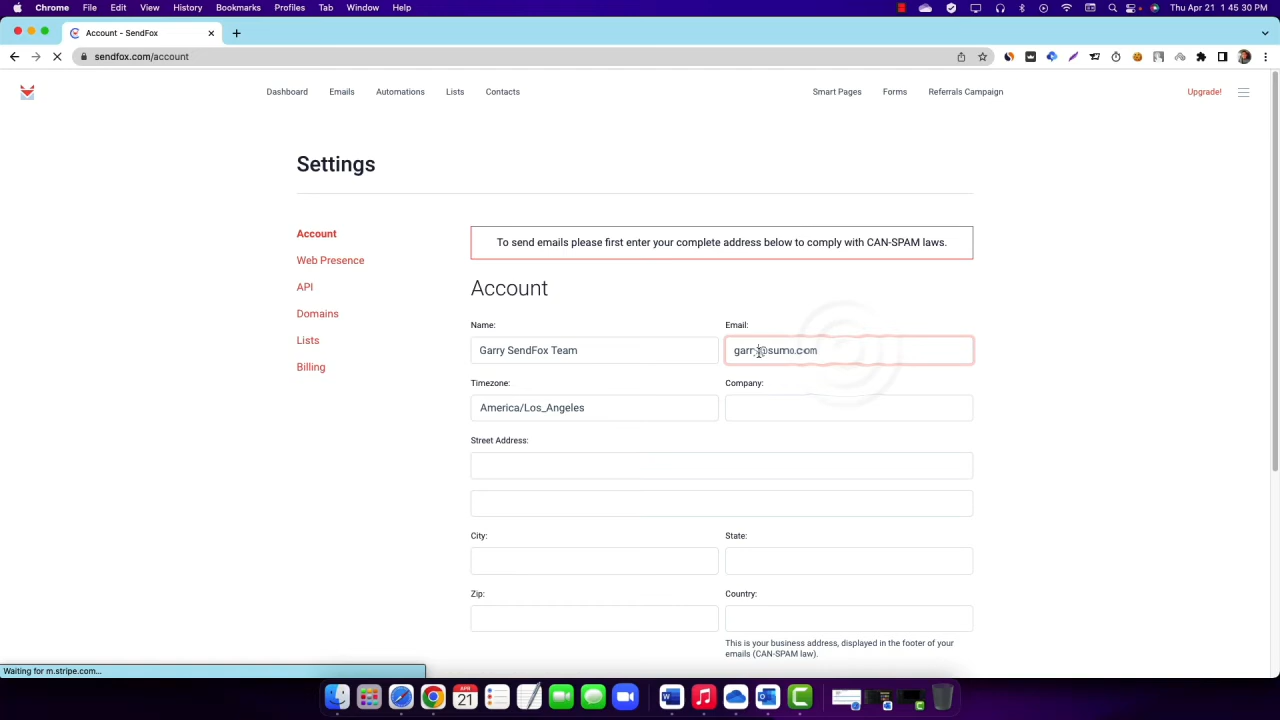 Chrome File Edit View History Bookmarks Profiles Tab Window Help Thu Apr 21 1:45:30 PM
Account - SendFox
sendfox.com/account
Dashboard Emails Automations Lists Contacts Smart Pages Forms Referrals Campaign Upgrade!
Settings
Account
Web Presence
API
Domains
Lists
Billing
To send emails please first enter your complete address below to comply with CAN-SPAM laws.
Account
Name: Email:
Garry SendFox Team garry@sumo.com
Timezone: Company:
America/Los_Angeles
Street Address:
City: State:
Zip: Country:
This is your business address, displayed in the footer of your
emails (CAN-SPAM law).
Waiting for m.stripe.com...
APR
21